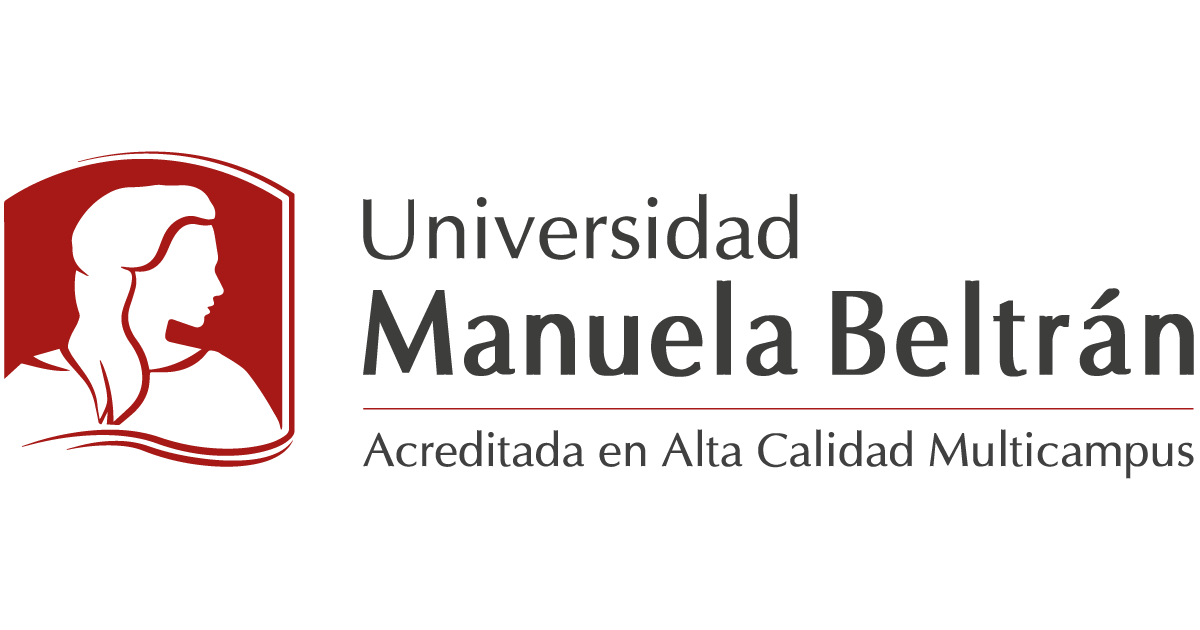 Universidad
Manuela Beltrán
Acreditada en Alta Calidad Multicampus